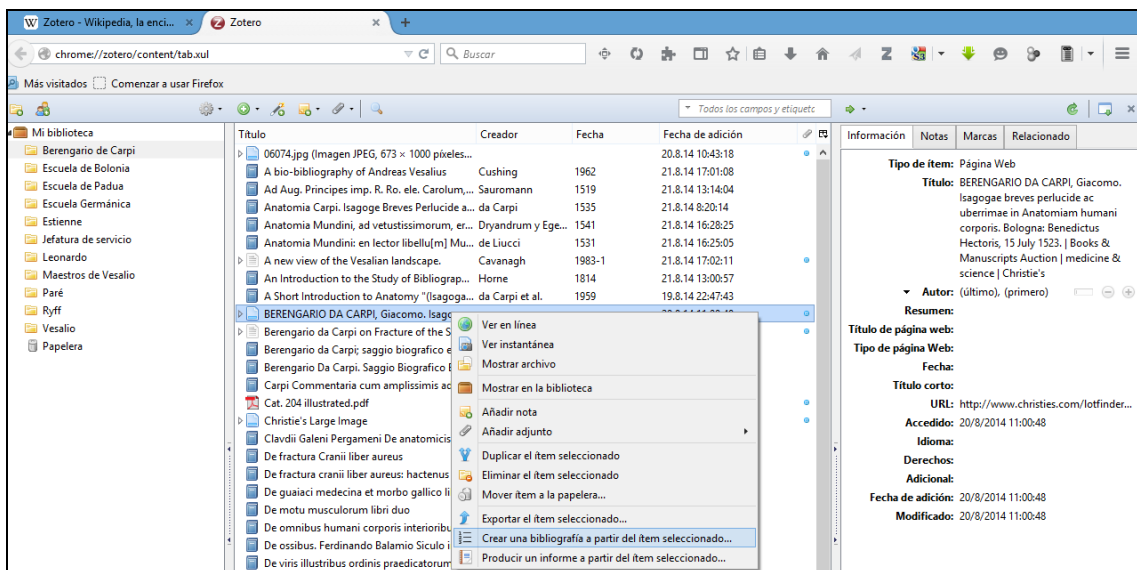 Zotero - Wikipedia, la enci...
Zotero
chrome://zotero/content/tab.xul
Buscar
Más visitados
Comenzar a usar Firefox
Todos los campos y etiquetc
Mi biblioteca
Berengario de Carpi
Escuela de Bolonia
Escuela de Padua
Escuela Germánica
Estienne
Jefatura de servicio
Leonardo
Maestros de Vesalio
Paré
Ryff
Vesalio
Papelera
Título Creador Fecha Fecha de adición
06074.jpg (Imagen JPEG, 673 × 1000 píxeles... 20.8.14 10:43:18
A bio-bibliography of Andreas Vesalius Cushing 1962 21.8.14 17:01:08
Ad Aug. Principes imp. R. Ro. ele. Carolum,... Sauromann 1519 21.8.14 13:14:04
Anatomia Carpi. Isagoge Breves Perlucide a... da Carpi 1535 21.8.14 8:20:14
Anatomia Mundini, ad vetustissimorum, er... Dryandrum y Ege... 1541 21.8.14 16:28:25
Anatomia Mundini: en lector libellu[m] Mu... de Liucci 1531 21.8.14 16:25:05
A new view of the Vesalian landscape. Cavanagh 1983-1 21.8.14 17:02:11
An Introduction to the Study of Bibliograp... Horne 1814 21.8.14 13:00:57
A Short Introduction to Anatomy "(Isagoga... da Carpi et al. 1959 19.8.14 22:47:43
BERENGARIO DA CARPI, Giacomo. Isago
Berengario da Carpi on Fracture of the S
Berengario da Carpi; saggio biografico e
Berengario Da Carpi. Saggio Biografico E
Carpi Commentaria cum amplissimis ad
Cat. 204 illustrated.pdf
Christie's Large Image
Clavdii Galeni Pergameni De anatomicis
De fractura Cranii liber aureus
De fractura cranii liber aureus: hactenus
De guaiaci medecina et morbo gallico li
De motu musculorum libri duo
De omnibus humani corporis interioribu
De ossibus. Ferdinando Balamio Siculo i
De viris illustribus ordinis praedicatorum
Ver en línea
Ver instantánea
Mostrar archivo
Mostrar en la biblioteca
Añadir nota
Añadir adjunto
Duplicar el ítem seleccionado
Eliminar el ítem seleccionado
Mover ítem a la papelera...
Exportar el ítem seleccionado...
Crear una bibliografía a partir del ítem seleccionado...
Producir un informe a partir del ítem seleccionado...
Información Notas Marcas Relacionado
Tipo de ítem: Página Web
Título: BERENGARIO DA CARPI, Giacomo.
Isagogae breves perlucide ac
uberrimae in Anatomiam humani
corporis. Bologna: Benedictus
Hectoris, 15 July 1523. | Books &
Manuscripts Auction | medicine &
science | Christie's
Autor: (último), (primero)
Resumen:
Título de página web:
Tipo de página Web:
Fecha:
Título corto:
URL: http://www.christies.com/lotfinder...
Accedido: 20/8/2014 11:00:48
Idioma:
Derechos:
Adicional:
Fecha de adición: 20/8/2014 11:00:48
Modificado: 20/8/2014 11:00:48